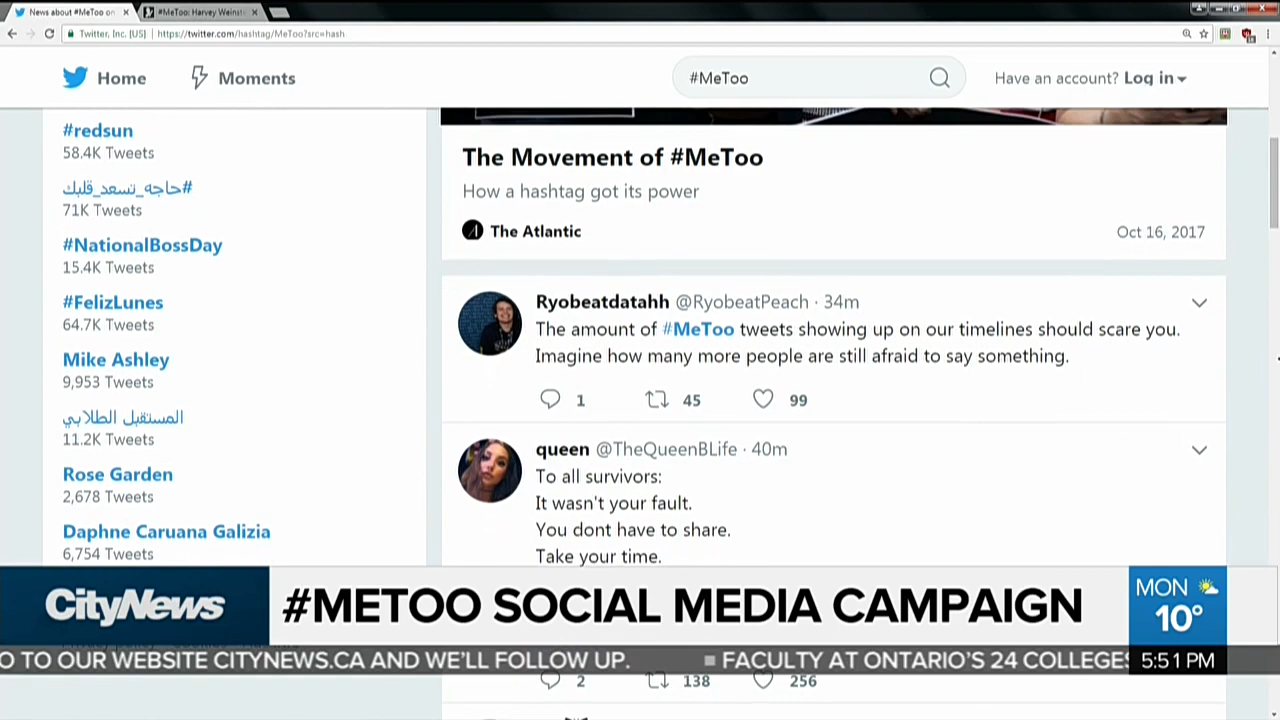 News about #MeToo on
#MeToo: Harvey Weinst
Twitter, Inc. [US]
https://twitter.com/hashtag/MeToo?src=hash
Home
Moments
#MeToo
Have an account? Log in
#redsun
58.4K Tweets
#حاجه_تسعد_قلبك
71K Tweets
#NationalBossDay
15.4K Tweets
#FelizLunes
64.7K Tweets
Mike Ashley
9,953 Tweets
المستقبل الطلابي
11.2K Tweets
Rose Garden
2,678 Tweets
Daphne Caruana Galizia
6,754 Tweets
The Movement of #MeToo
How a hashtag got its power
The Atlantic
Oct 16, 2017
Ryobeatdatahh @RyobeatPeach · 34m
The amount of #MeToo tweets showing up on our timelines should scare you.
Imagine how many more people are still afraid to say something.
1 45 99
queen @TheQueenBLife · 40m
To all survivors:
It wasn't your fault.
You dont have to share.
Take your time.
CityNews
#METOO SOCIAL MEDIA CAMPAIGN
MON
10°
O TO OUR WEBSITE CITYNEWS.CA AND WE'LL FOLLOW UP.
FACULTY AT ONTARIO'S 24 COLLEGES
5:51 PM
2 138 256